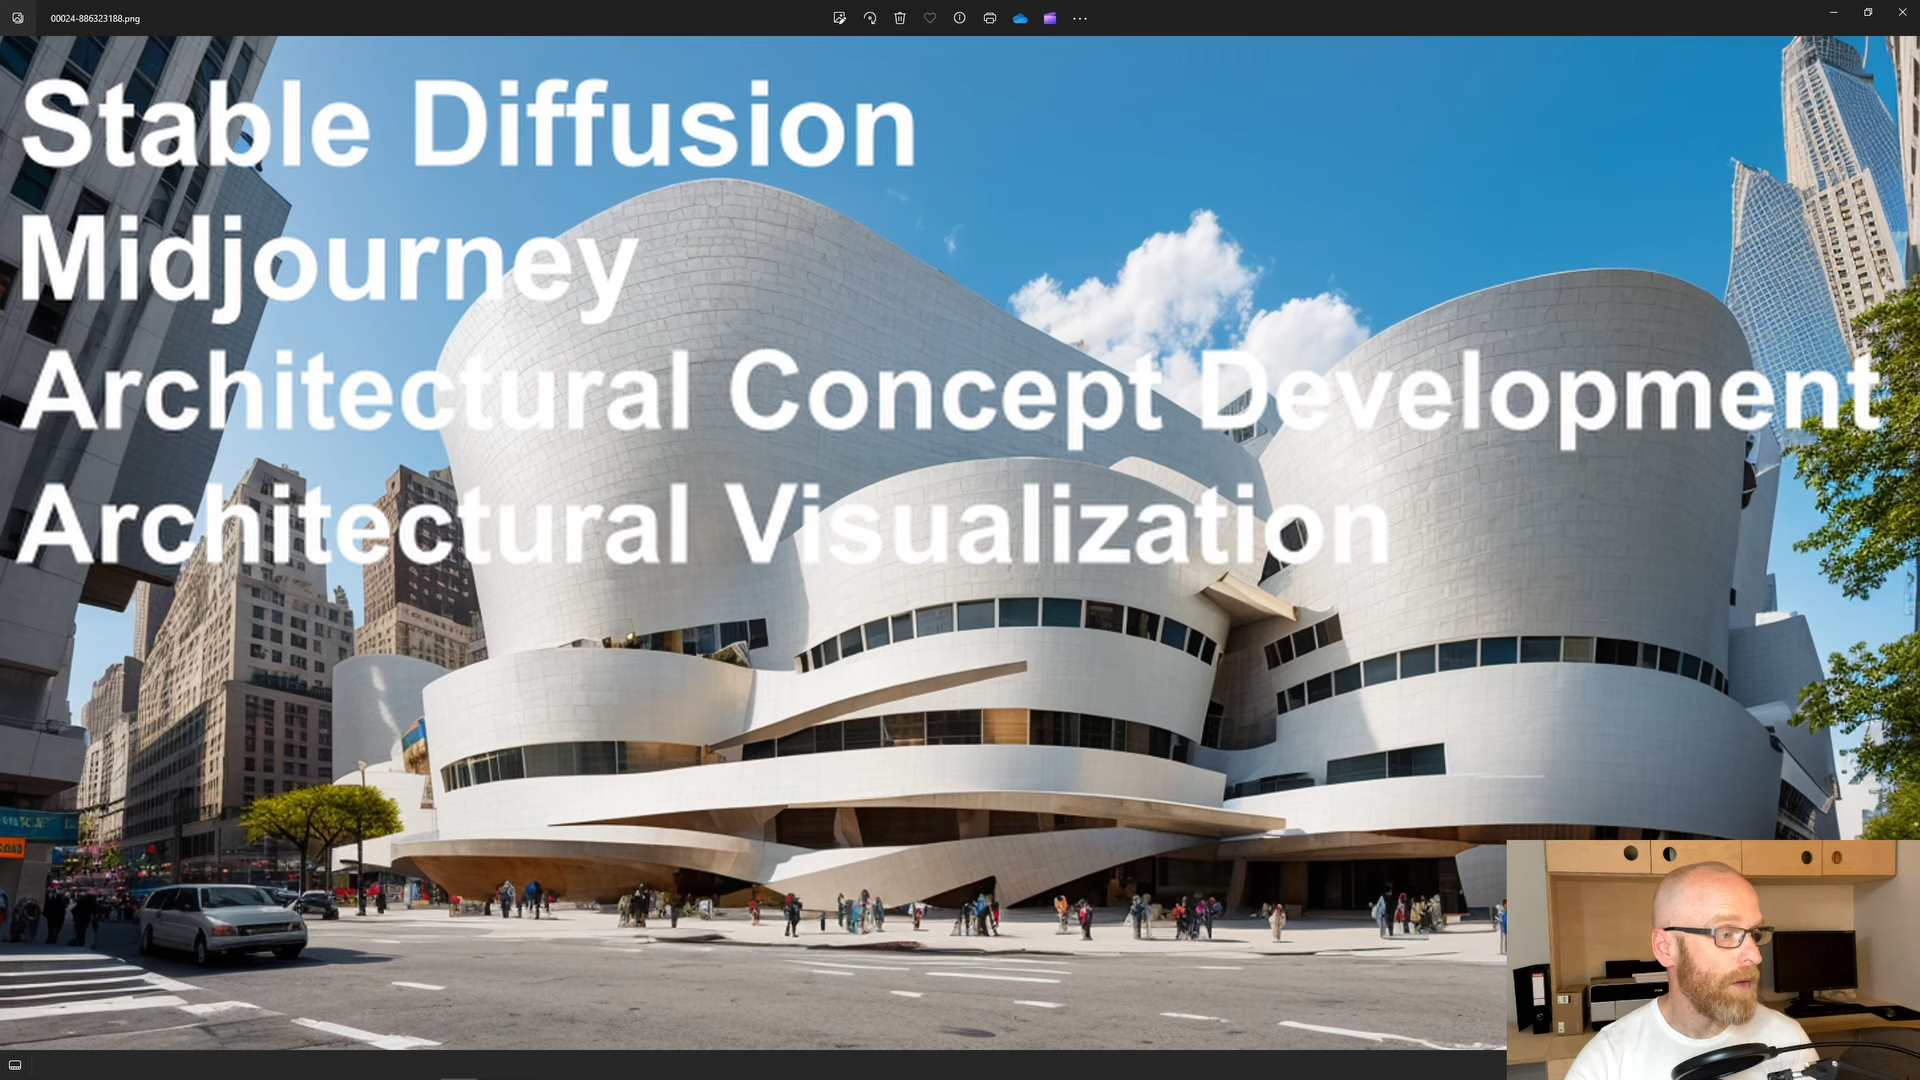 00024-886323188.png
Stable Diffusion
Midjourney
Architectural Concept Development
Architectural Visualization